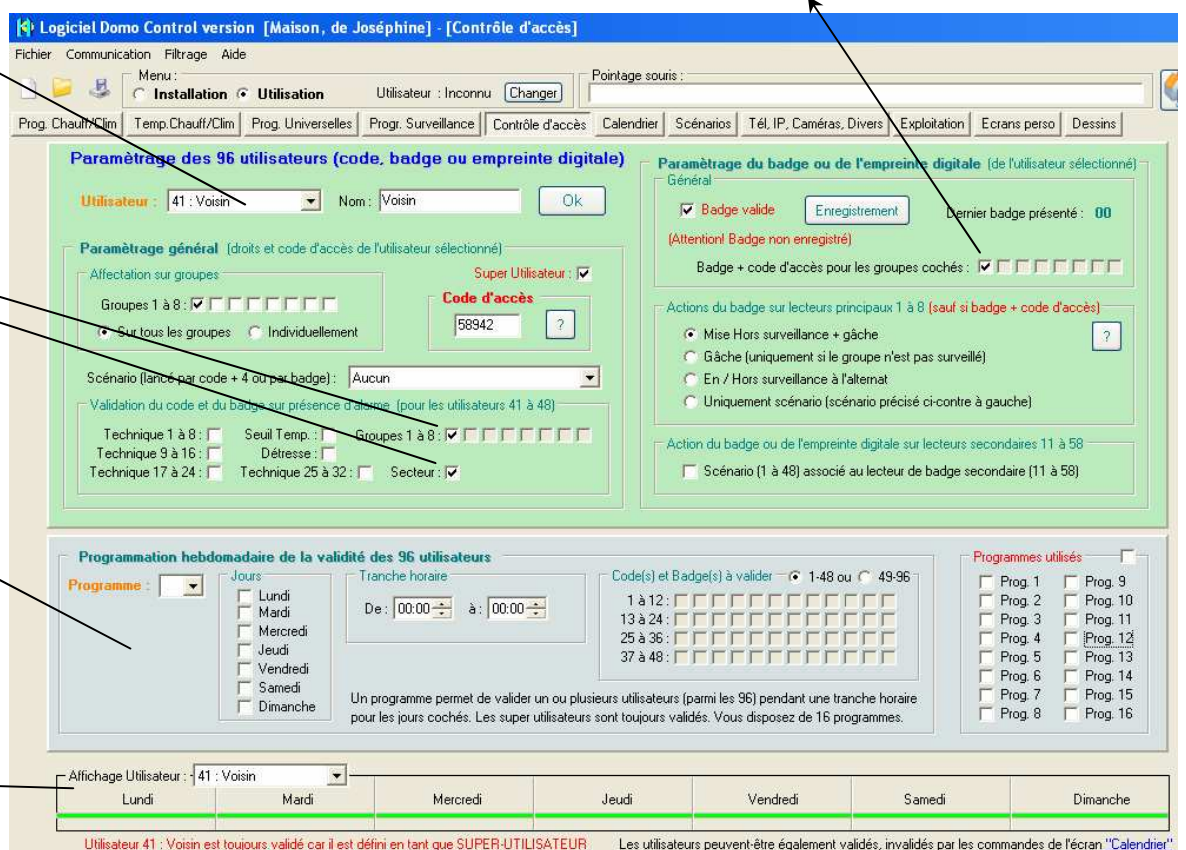 Logiciel Domo Control version [Maison, de Joséphine] - [Contrôle d'accès]
Fichier Communication Filtrage Aide
Menu :
Installation Utilisation Utilisateur : Inconnu Changer
Pointage souris :
Prog. Chauff/Clim Temp.Chauff/Clim Prog. Universelles Progr. Surveillance Contrôle d'accès Calendrier Scénarios Tél, IP, Caméras, Divers Exploitation Ecrans perso Dessins
Paramètrage des 96 utilisateurs (code, badge ou empreinte digitale)
Utilisateur : 41 : Voisin Nom : Voisin Ok
Paramètrage général (droits et code d'accès de l'utilisateur sélectionné)
Affectation sur groupes
Super Utilisateur :
Groupes 1 à 8 :
Sur tous les groupes Individuellement
Code d'accès
58942 ?
Scénario (lancé par code + 4 ou par badge) : Aucun
Validation du code et du badge sur présence d'alarme (pour les utilisateurs 41 à 48)
Technique 1 à 8 : Seuil Temp. : Groupes 1 à 8 :
Technique 9 à 16 : Détresse :
Technique 17 à 24 : Technique 25 à 32 : Secteur :
Paramètrage du badge ou de l'empreinte digitale (de l'utilisateur sélectionné)
Général
Badge valide Enregistrement Dernier badge présenté : 00
(Attention! Badge non enregistré)
Badge + code d'accès pour les groupes cochés :
Actions du badge sur lecteurs principaux 1 à 8 (sauf si badge + code d'accès)
Mise Hors surveillance + gâche ?
Gâche (uniquement si le groupe n'est pas surveillé)
En / Hors surveillance à l'alternat
Uniquement scénario (scénario précisé ci-contre à gauche)
Action du badge ou de l'empreinte digitale sur lecteurs secondaires 11 à 58
Scénario (1 à 48) associé au lecteur de badge secondaire (11 à 58)
Programmation hebdomadaire de la validité des 96 utilisateurs
Programme :
Jours
Lundi
Mardi
Mercredi
Jeudi
Vendredi
Samedi
Dimanche
Tranche horaire
De : 00:00 à : 00:00
Code(s) et Badge(s) à valider 1-48 ou 49-96
1 à 12 :
13 à 24 :
25 à 36 :
37 à 48 :
Un programme permet de valider un ou plusieurs utilisateurs (parmi les 96) pendant une tranche horaire
pour les jours cochés. Les super utilisateurs sont toujours validés. Vous disposez de 16 programmes.
Programmes utilisés
Prog. 1 Prog. 9
Prog. 2 Prog. 10
Prog. 3 Prog. 11
Prog. 4 Prog. 12
Prog. 5 Prog. 13
Prog. 6 Prog. 14
Prog. 7 Prog. 15
Prog. 8 Prog. 16
Affichage Utilisateur : 41 : Voisin
Lundi Mardi Mercredi Jeudi Vendredi Samedi Dimanche
Utilisateur 41 : Voisin est toujours validé car il est défini en tant que SUPER-UTILISATEUR Les utilisateurs peuvent-être également validés, invalidés par les commandes de l'écran "Calendrier"